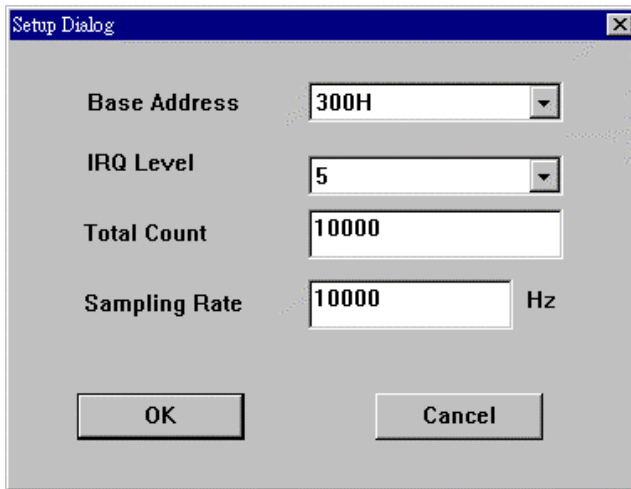 Setup Dialog
Base Address 300H
IRQ Level 5
Total Count 10000
Sampling Rate 10000 Hz
OK Cancel